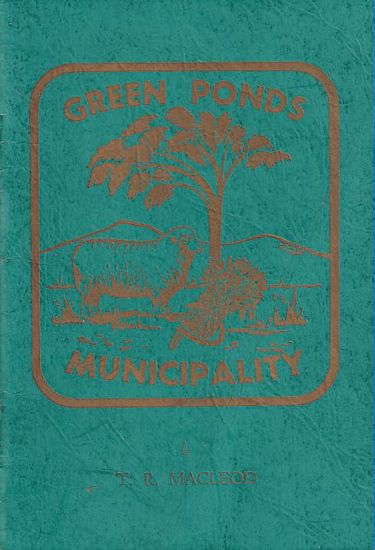 GREEN PONDS
MUNICIPALITY
T. R. MACLEOD